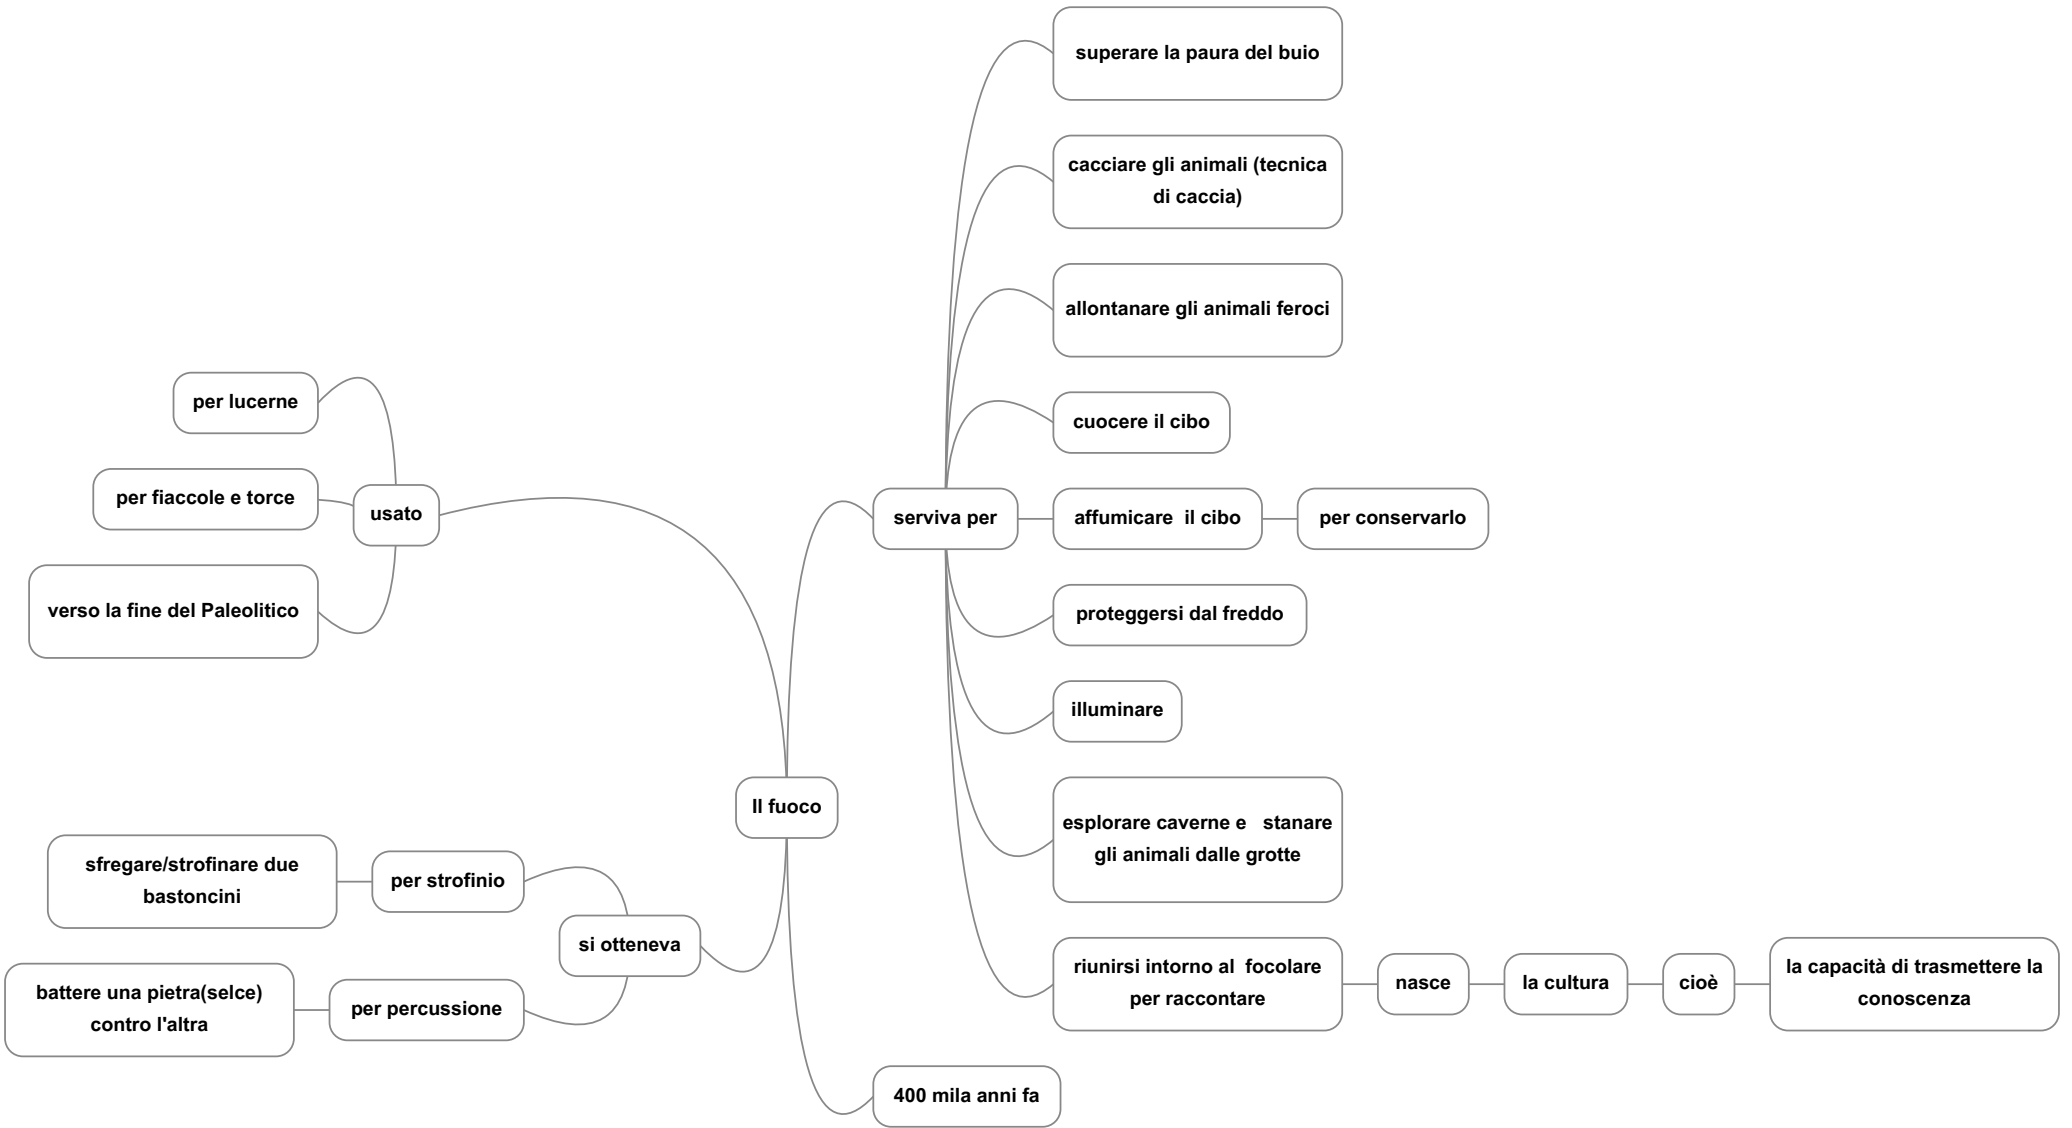 superare la paura del buio
cacciare gli animali (tecnica
di caccia)
allontanare gli animali feroci
cuocere il cibo
serviva per
affumicare  il cibo
per conservarlo
proteggersi dal freddo
illuminare
esplorare caverne e   stanare
gli animali dalle grotte
riunirsi intorno al  focolare
per raccontare
nasce
la cultura
cioè
la capacità di trasmettere la
conoscenza
400 mila anni fa
Il fuoco
usato
per lucerne
per fiaccole e torce
verso la fine del Paleolitico
si otteneva
per strofinio
sfregare/strofinare due
bastoncini
per percussione
battere una pietra(selce)
contro l'altra